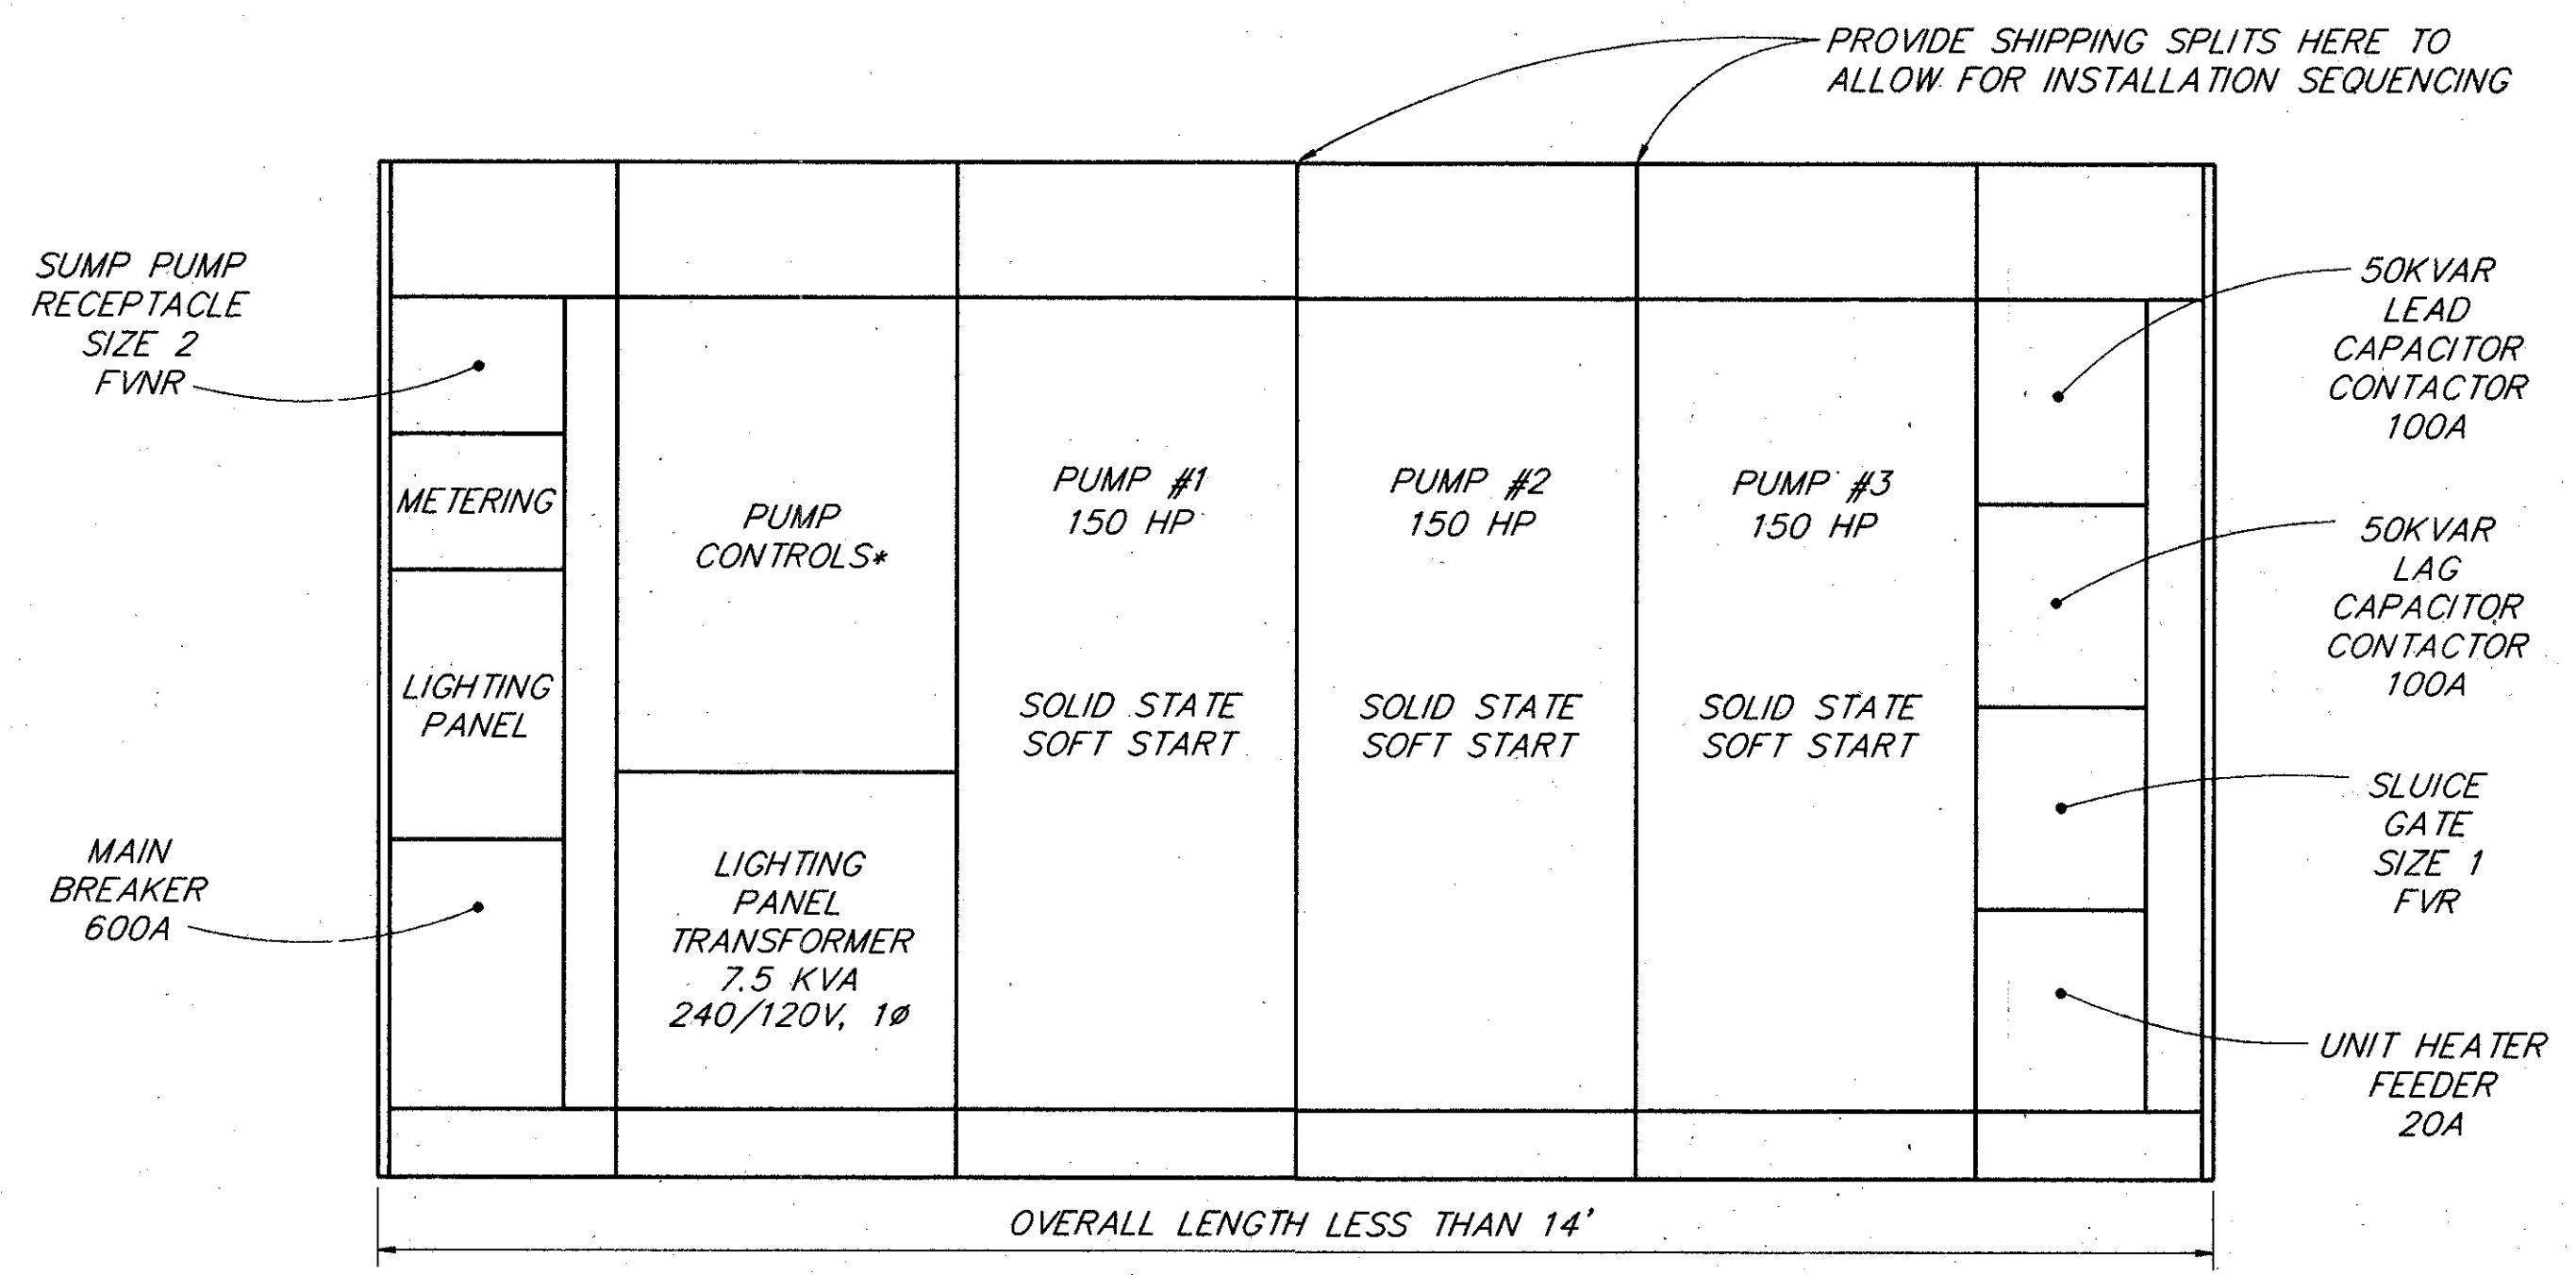 PROVIDE SHIPPING SPLITS HERE TO
ALLOW FOR INSTALLATION SEQUENCING
SUMP PUMP
RECEPTACLE
SIZE 2
FVNR
METERING
LIGHTING
PANEL
MAIN
BREAKER
600A
PUMP
CONTROLS*
LIGHTING
PANEL
TRANSFORMER
7.5 KVA
240/120V, 1ø
PUMP #1
150 HP
SOLID STATE
SOFT START
PUMP #2
150 HP
SOLID STATE
SOFT START
PUMP #3
150 HP
SOLID STATE
SOFT START
50KVAR
LEAD
CAPACITOR
CONTACTOR
100A
50KVAR
LAG
CAPACITOR
CONTACTOR
100A
SLUICE
GATE
SIZE 1
FVR
UNIT HEATER
FEEDER
20A
OVERALL LENGTH LESS THAN 14'